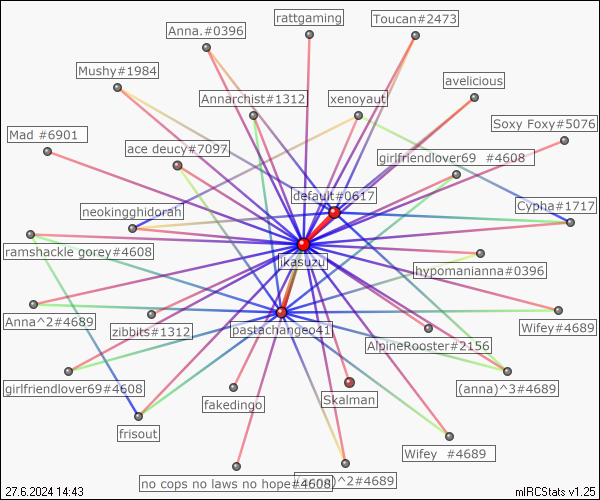 rattgaming
Toucan#2473
Anna.#0396
Mushy#1984
avelicious
Annarchist#1312
xenoyaut
Soxy Foxy#5076
Mad #6901
ace deucy#7097
girlfriendlover69 #4608
default#0617
neokingghidorah
Cypha#1717
ramshackle gorey#4608
jikasuzu
hypomanianna#0396
Anna^2#4689
zibbits#1312
pastachangeo41
Wifey#4689
AlpineRooster#2156
girlfriendlover69#4608
(anna)^3#4689
fakedingo
Skalman
frisout
Wifey #4689
no cops no laws no hope#4608
)^2#4689
27.6.2024 14:43
mIRCStats v1.25